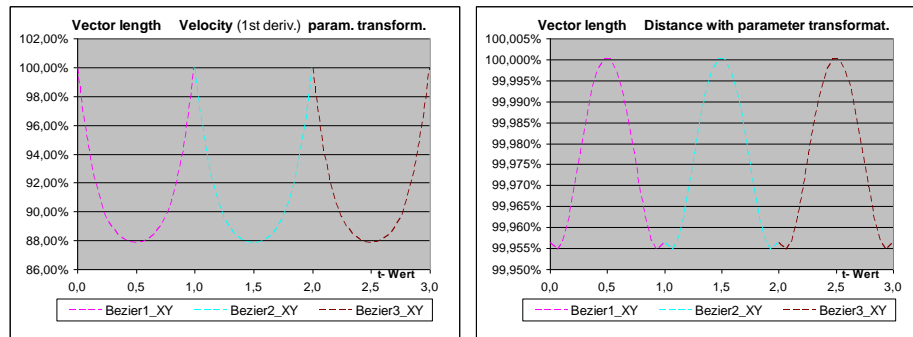 Vector length Velocity (1st deriv.) param. transform.
102,00%
100,00%
98,00%
96,00%
94,00%
92,00%
90,00%
88,00%
86,00%
t- Wert
0,0 0,5 1,0 1,5 2,0 2,5 3,0
Bezier1_XY Bezier2_XY Bezier3_XY
Vector length Distance with parameter transformat.
100,005%
100,000%
99,995%
99,990%
99,985%
99,980%
99,975%
99,970%
99,965%
99,960%
99,955%
99,950%
t- Wert
0,0 0,5 1,0 1,5 2,0 2,5 3,0
Bezier1_XY Bezier2_XY Bezier3_XY